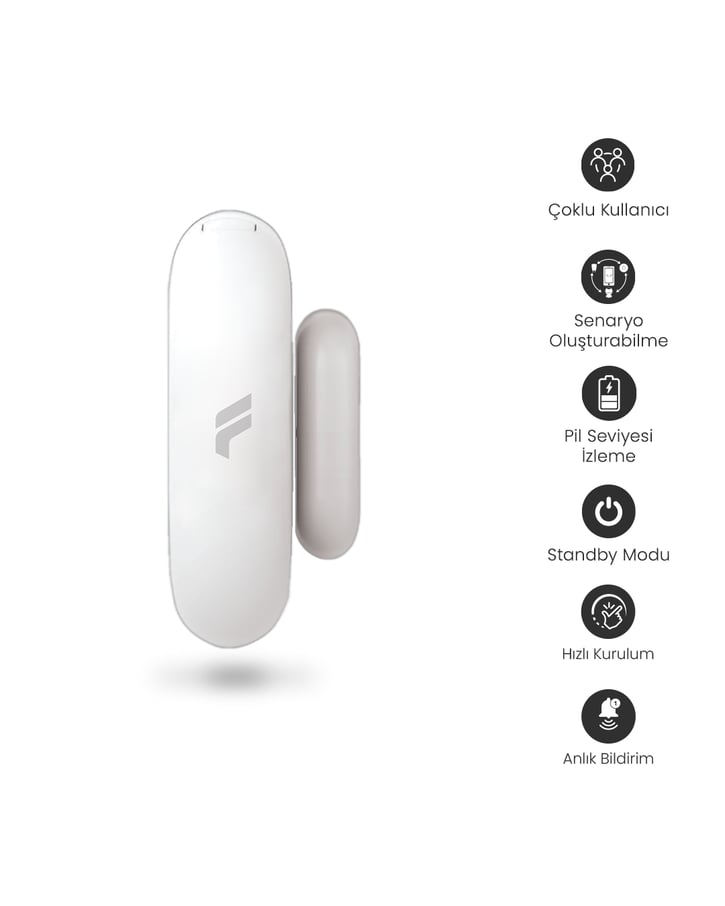 Çoklu Kullanıcı
Senaryo
Oluşturabilme
Pil Seviyesi
İzleme
Standby Modu
Hızlı Kurulum
Anlık Bildirim